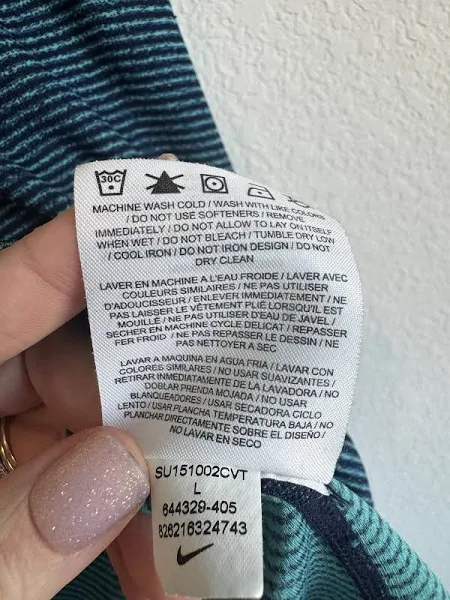 30C
MACHINE WASH COLD / WASH WITH LIKE COLORS
/ DO NOT USE SOFTENERS / REMOVE
IMMEDIATELY / DO NOT ALLOW TO LAY ON ITSELF
WHEN WET / DO NOT BLEACH / TUMBLE DRY LOW
/ COOL IRON / DO NOT IRON DESIGN / DO NOT
DRY CLEAN
LAVER EN MACHINE A L'EAU FROIDE / LAVER AVEC
COULEURS SIMILAIRES / NE PAS UTILISER
D'ADOUCISSEUR / ENLEVER IMMEDIATEMENT / NE
PAS LAISSER LE VÊTEMENT PLIÉ LORSQU'IL EST
MOUILLÉ / NE PAS UTILISER D'EAU DE JAVEL /
SECHER EN MACHINE CYCLE DELICAT / REPASSER
FER FROID / NE PAS REPASSER LE DESSIN / NE
PAS NETTOYER A SEC
LAVAR A MAQUINA EN AGUA FRIA / LAVAR CON
COLORES SIMILARES / NO USAR SUAVIZANTES /
RETIRAR INMEDIATAMENTE DE LA LAVADORA / NO
DOBLAR PRENDA MOJADA / NO USAR
BLANQUEADORES / USAR SECADORA CICLO
LENTO / USAR PLANCHA TEMPERATURA BAJA / NO
PLANCHAR DIRECTAMENTE SOBRE EL DISEÑO /
NO LAVAR EN SECO
SU151002CVT
L
644329-405
826216324743